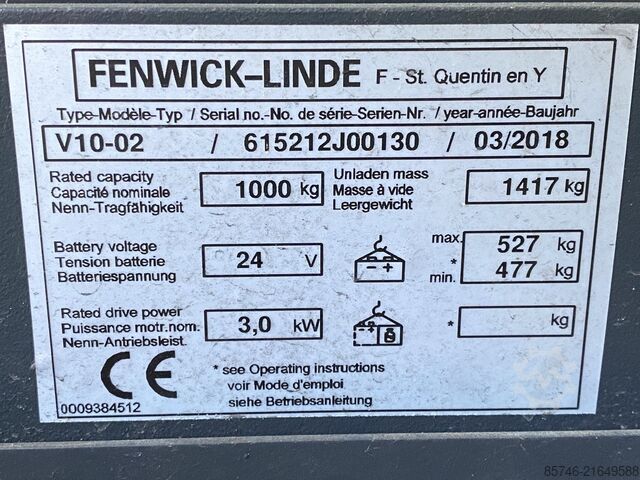 FENWICK–LINDE F - St. Quentin en Y
Type-Modèle-Typ / Serial no.-No. de série-Serien-Nr. / year-année-Baujahr
V10-02 / 615212J00130 / 03/2018
Rated capacity
Capacité nominale
Nenn-Tragfähigkeit
1000 kg
Unladen mass
Masse à vide
Leergewicht
1417 kg
Battery voltage
Tension batterie
Batteriespannung
24 V
- +
max. 527 kg
*
min. 477 kg
Rated drive power
Puissance motr.nom.
Nenn-Antriebsleist.
3,0 kW
- +
* kg
CE
* see Operating instructions
voir Mode d'emploi
siehe Betriebsanleitung
0009384512
85746-21649588